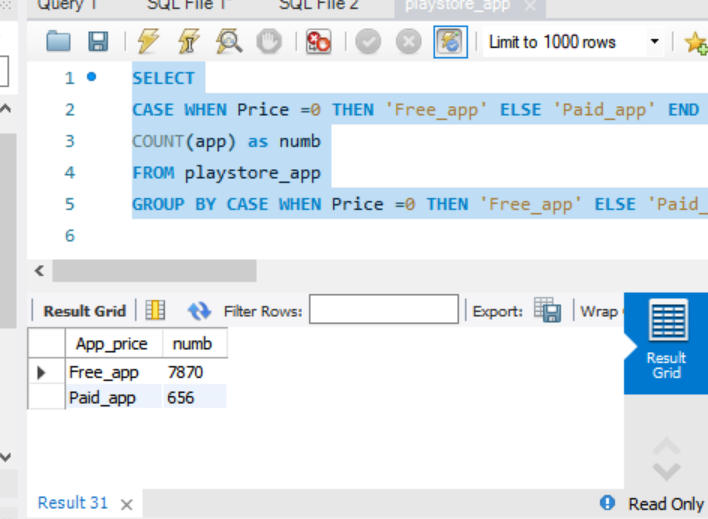 Query 1 SQL File 1* SQL File 2* playstore_app
Limit to 1000 rows
1 SELECT
2 CASE WHEN Price =0 THEN 'Free_app' ELSE 'Paid_app' END
3 COUNT(app) as numb
4 FROM playstore_app
5 GROUP BY CASE WHEN Price =0 THEN 'Free_app' ELSE 'Paid_
6
Result Grid Filter Rows: Export: Wrap
App_price numb
Free_app 7870
Paid_app 656
Result
Grid
Result 31 Read Only